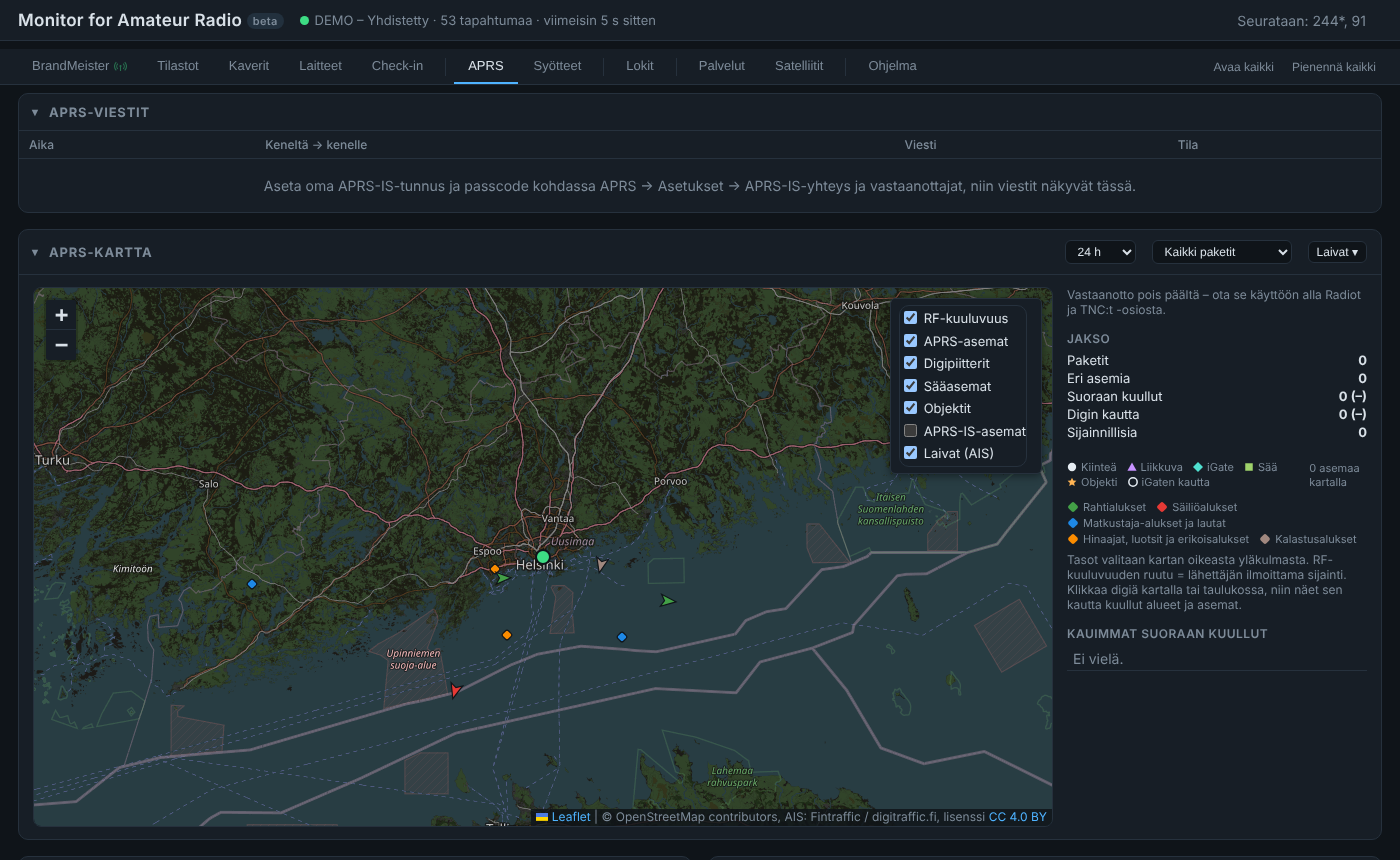 Monitor for Amateur Radio beta DEMO – Yhdistetty · 53 tapahtumaa · viimeisin 5 s sitten Seurataan: 244*, 91
BrandMeister Tilastot Kaverit Laitteet Check-in APRS Syötteet Lokit Palvelut Satelliitit Ohjelma Avaa kaikki Pienennä kaikki
▼ APRS-VIESTIT
Aika Keneltä → kenelle Viesti Tila
Aseta oma APRS-IS-tunnus ja passcode kohdassa APRS → Asetukset → APRS-IS-yhteys ja vastaanottajat, niin viestit näkyvät tässä.
▼ APRS-KARTTA 24 h Kaikki paketit Laivat ▾
+
−
Kouvola
Turku
Salo
Porvoo
Vantaa
Uusimaa
Espoo
Helsinki
Kimitoön
Itäisen
Suomenlahden
kansallispuisto
Upinniemen
suoja-alue
Lahemaa
rahvuspark
RF-kuuluvuus
APRS-asemat
Digipiitterit
Sääasemat
Objektit
APRS-IS-asemat
Laivat (AIS)
Leaflet | © OpenStreetMap contributors, AIS: Fintraffic / digitraffic.fi, lisenssi CC 4.0 BY
Vastaanotto pois päältä – ota se käyttöön alla Radiot
ja TNC:t -osiosta.
JAKSO
Paketit 0
Eri asemia 0
Suoraan kuullut 0 (–)
Digin kautta 0 (–)
Sijainnillisia 0
Kiinteä Liikkuva iGate Sää
Objekti iGaten kautta
0 asemaa
kartalla
Rahtialukset Säiliöalukset
Matkustaja-alukset ja lautat
Hinaajat, luotsit ja erikoisalukset Kalastusalukset
Tasot valitaan kartan oikeasta yläkulmasta. RF-
kuuluvuuden ruutu = lähettäjän ilmoittama sijainti.
Klikkaa digiä kartalla tai taulukossa, niin näet sen
kautta kuullut alueet ja asemat.
KAUIMMAT SUORAAN KUULLUT
Ei vielä.